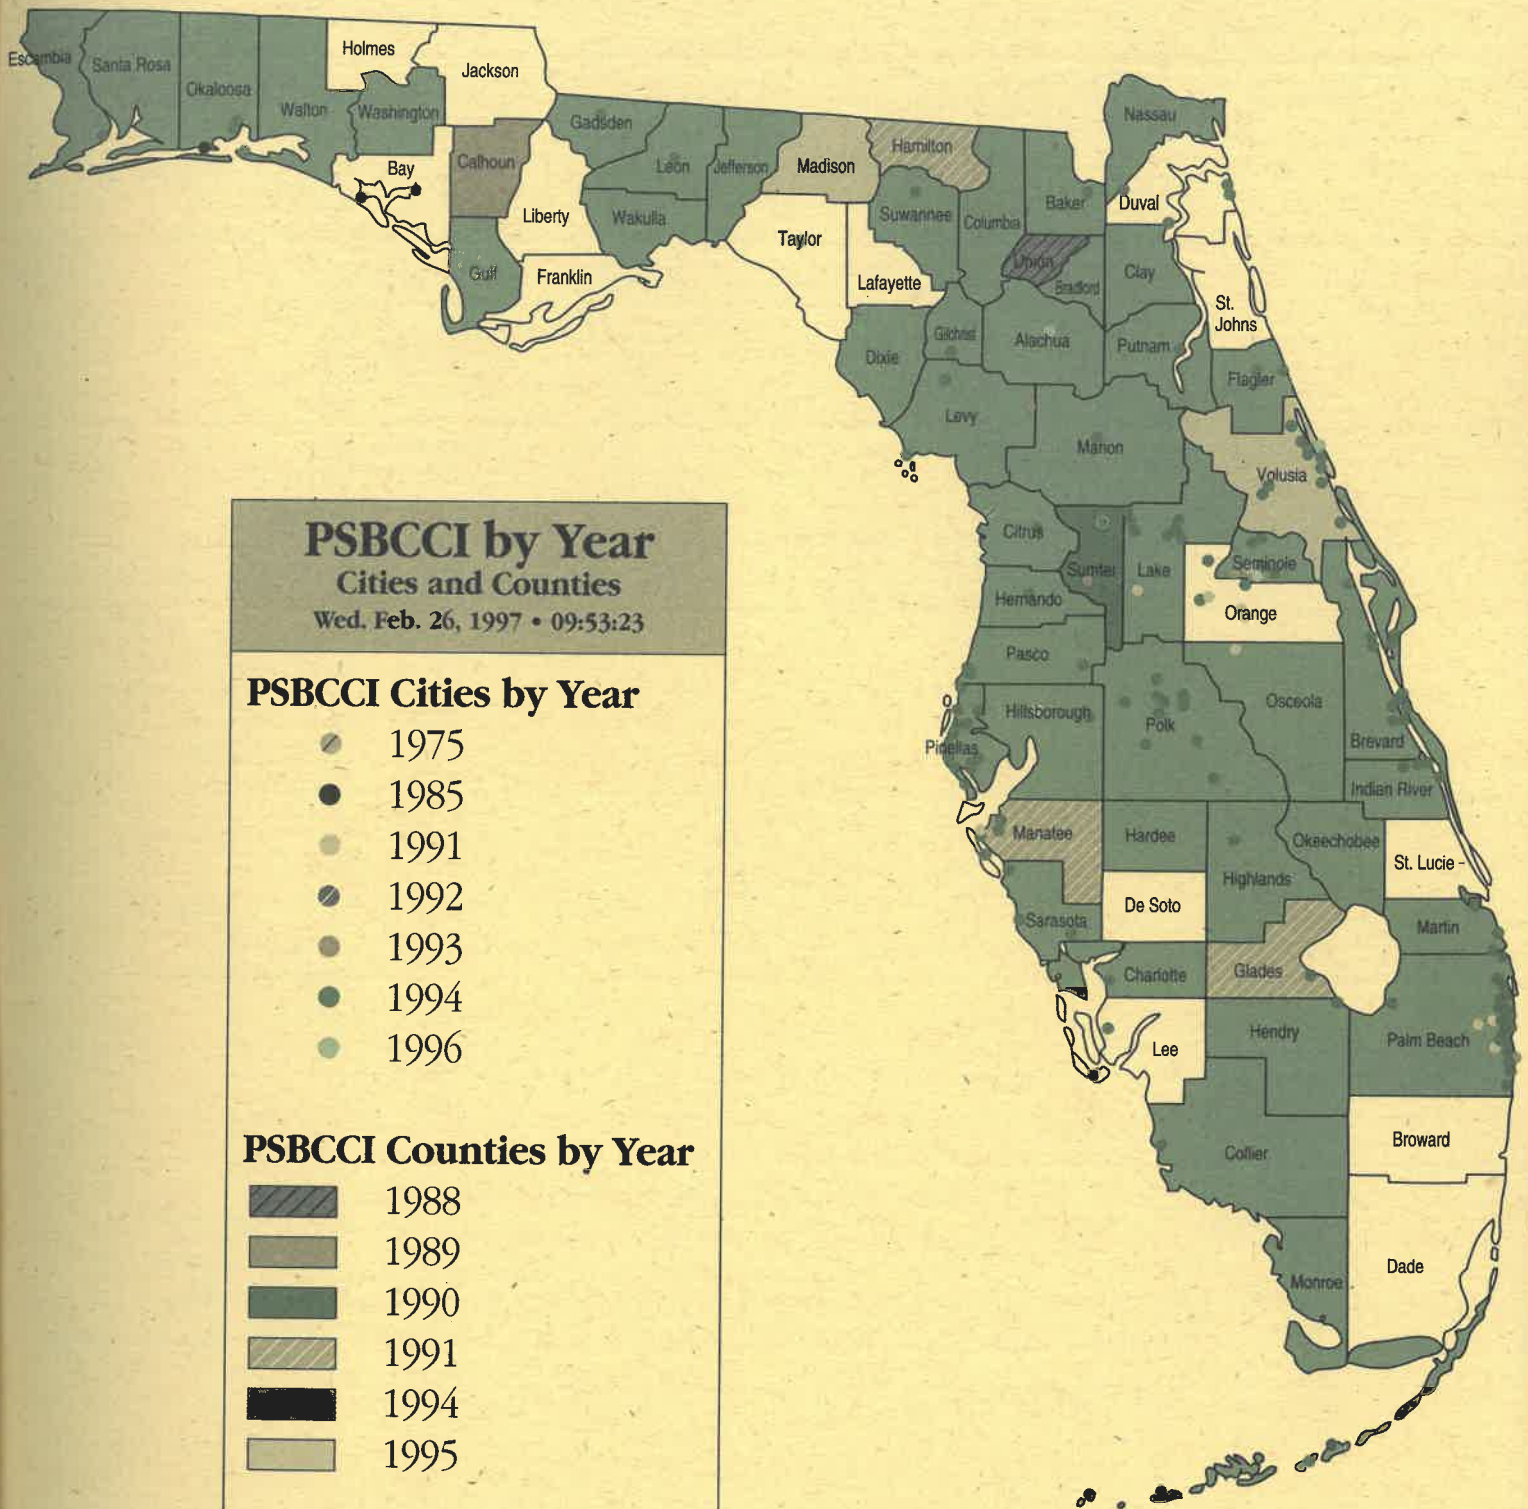 Escambia
Santa Rosa
Okaloosa
Walton
Holmes
Washington
Jackson
Bay
Calhoun
Gulf
Liberty
Franklin
Gadsden
Leon
Wakulla
Jefferson
Madison
Taylor
Hamilton
Suwannee
Lafayette
Columbia
Baker
Nassau
Duval
Union
Bradford
Clay
St.
Johns
Dixie
Gilchrist
Alachua
Putnam
Flagler
Levy
Marion
Volusia
Citrus
Sumter
Lake
Seminole
Orange
Hernando
Pasco
Hillsborough
Pinellas
Polk
Osceola
Brevard
Indian River
Manatee
Hardee
Okeechobee
St. Lucie
Highlands
De Soto
Sarasota
Martin
Charlotte
Glades
Lee
Hendry
Palm Beach
Collier
Broward
Monroe
Dade
PSBCCI by Year
Cities and Counties
Wed. Feb. 26, 1997 • 09:53:23
PSBCCI Cities by Year
1975
1985
1991
1992
1993
1994
1996
PSBCCI Counties by Year
1988
1989
1990
1991
1994
1995